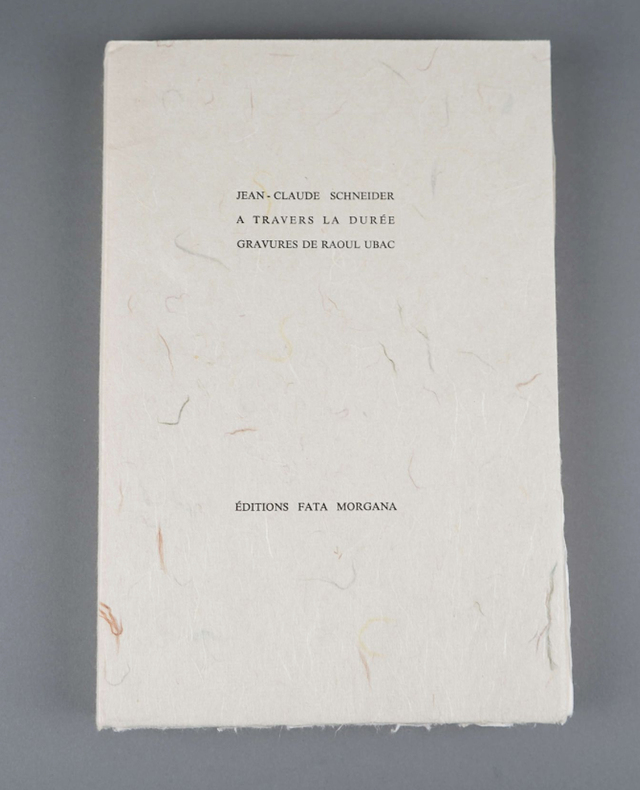 JEAN-CLAUDE SCHNEIDER
A TRAVERS LA DURÉE
GRAVURES DE RAOUL UBAC
ÉDITIONS FATA MORGANA